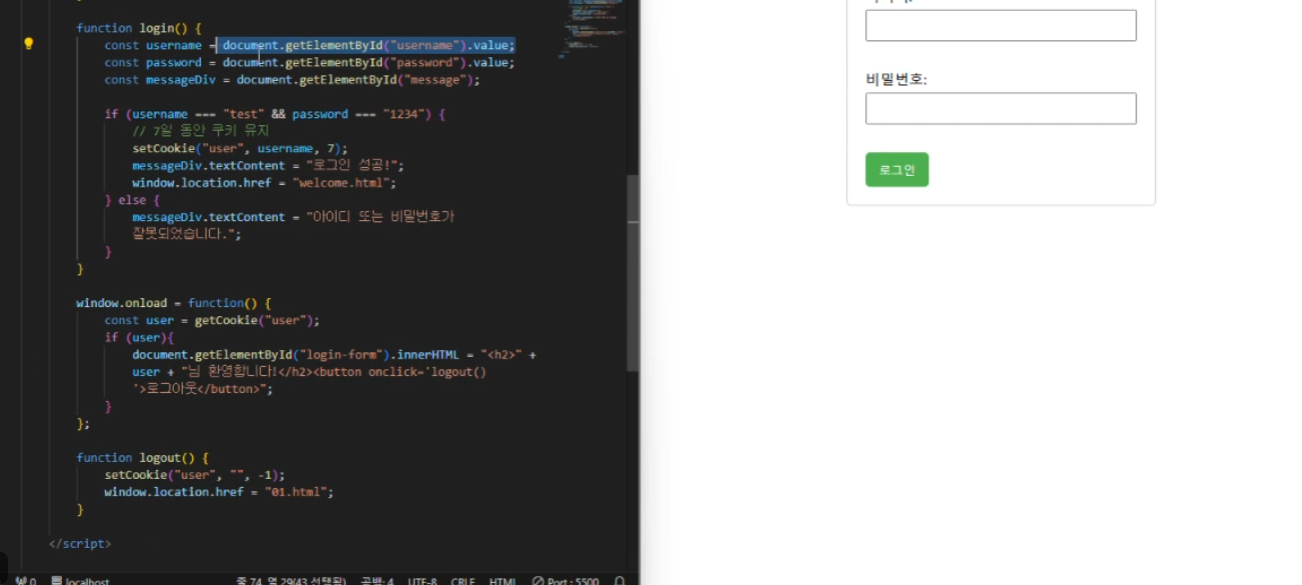 function login() {
const username = document.getElementById("username").value;
const password = document.getElementById("password").value;
const messageDiv = document.getElementById("message");
if (username === "test" && password === "1234") {
// 7일 동안 쿠키 유지
setCookie("user", username, 7);
messageDiv.textContent = "로그인 성공!";
window.location.href = "welcome.html";
} else {
messageDiv.textContent = "아이디 또는 비밀번호가
잘못되었습니다.";
}
}
window.onload = function() {
const user = getCookie("user");
if (user){
document.getElementById("login-form").innerHTML = "<h2>" +
user + "님 환영합니다!</h2><button onclick='logout()
'>로그아웃</button>";
}
};
function logout() {
setCookie("user", "", -1);
window.location.href = "01.html";
}
</script>
0 localhost 줄 74, 열 29(43 선택됨) 공백: 4 UTF-8 CRLF HTML Port : 5500
비밀번호:
로그인